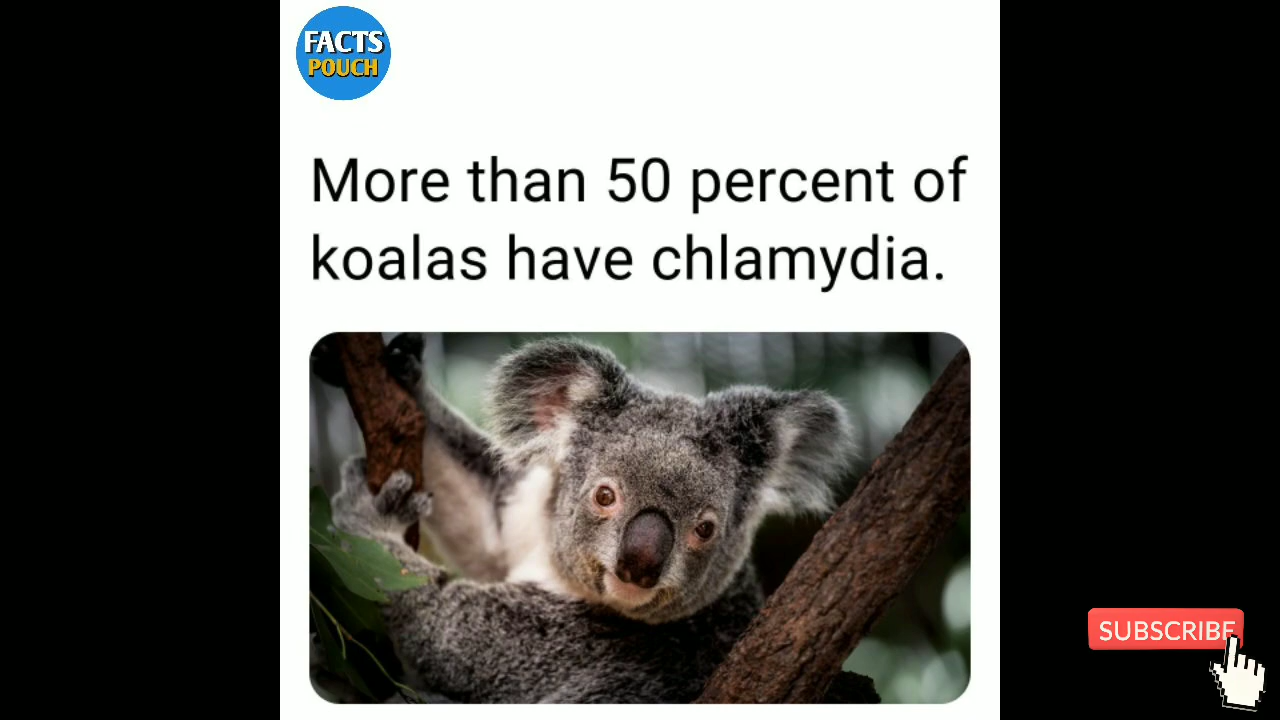 FACTS
POUCH
More than 50 percent of
koalas have chlamydia.
SUBSCRIBE